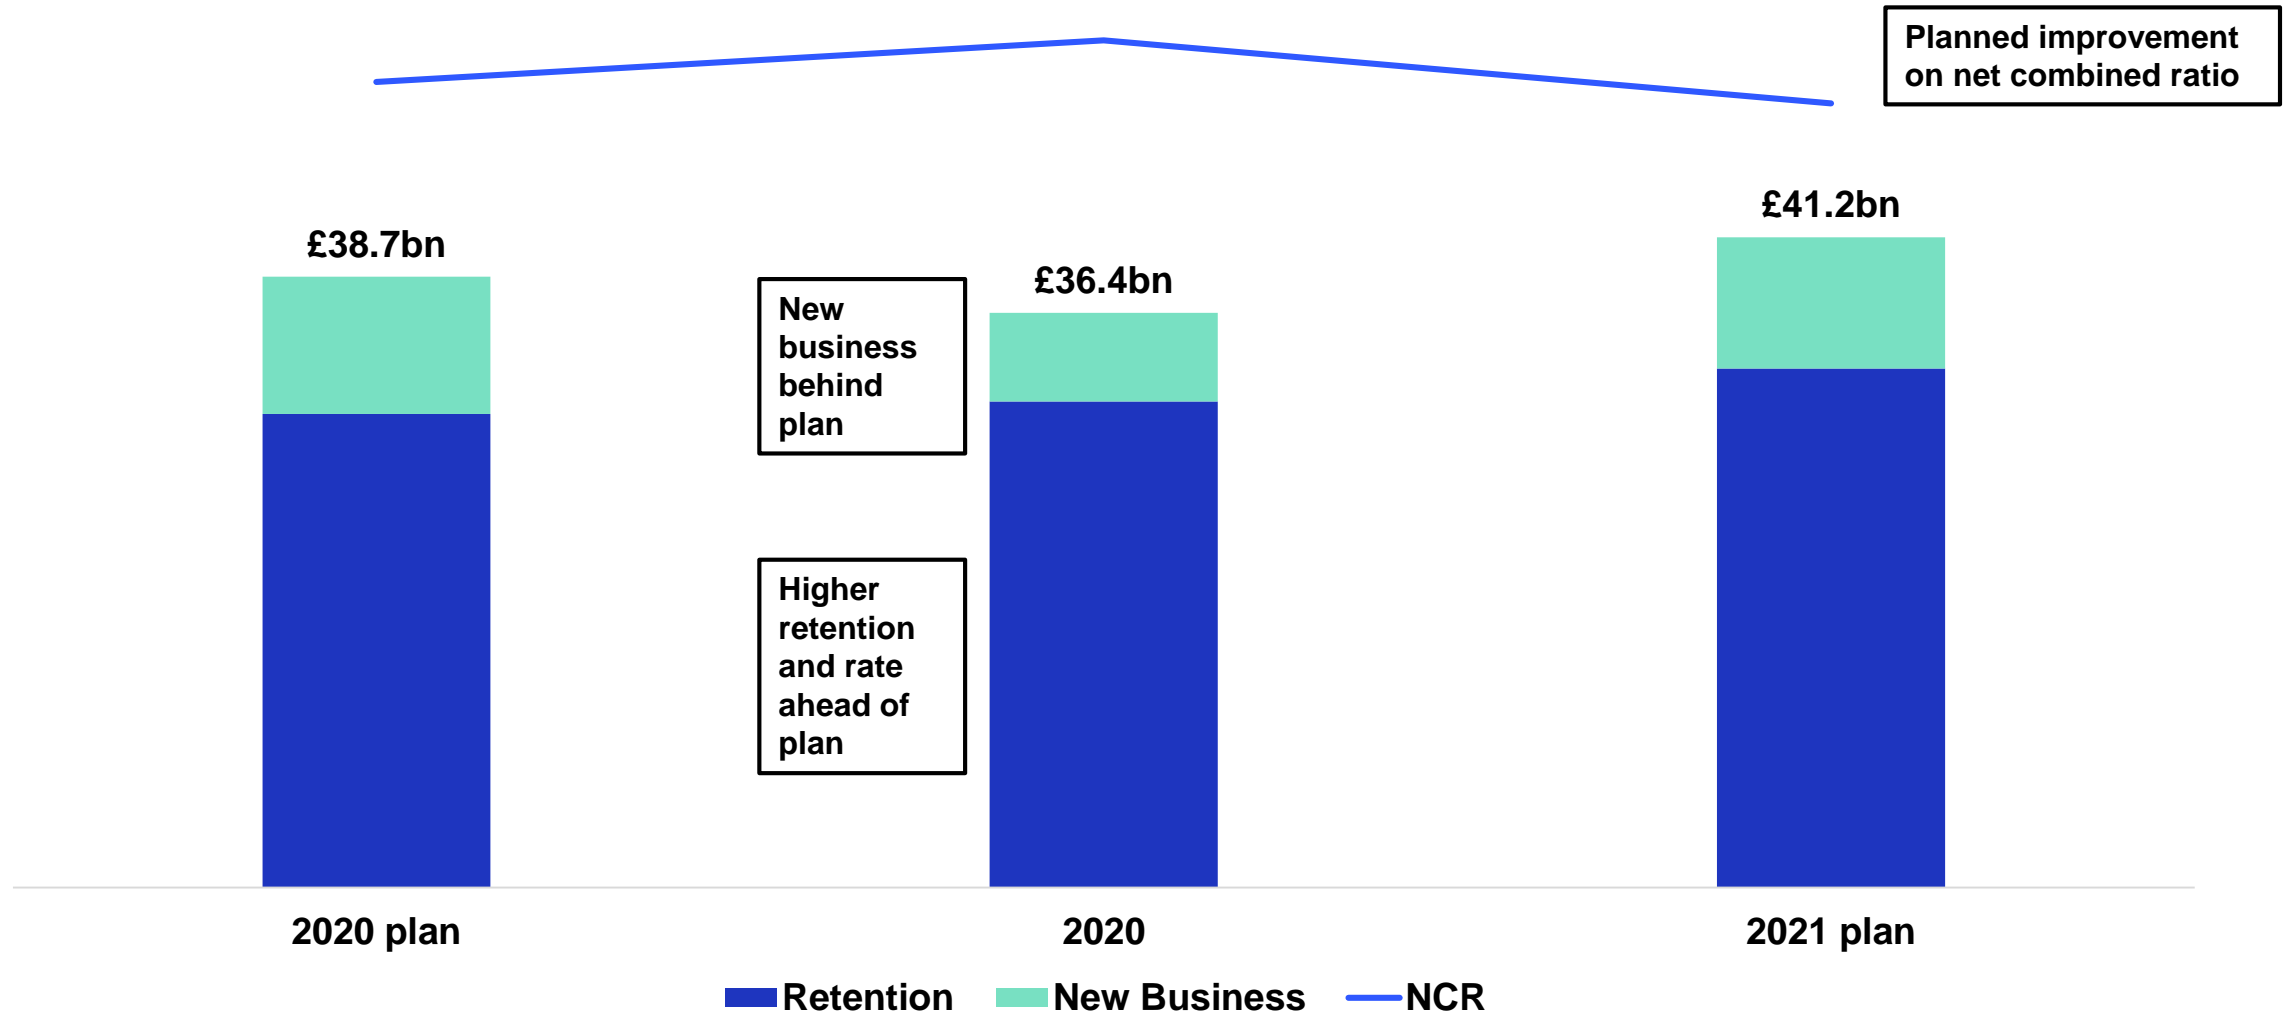 Planned improvement
on net combined ratio
£38.7bn
£36.4bn
£41.2bn
New
business
behind
plan
Higher
retention
and rate
ahead of
plan
2020 plan
2020
2021 plan
Retention
New Business
NCR